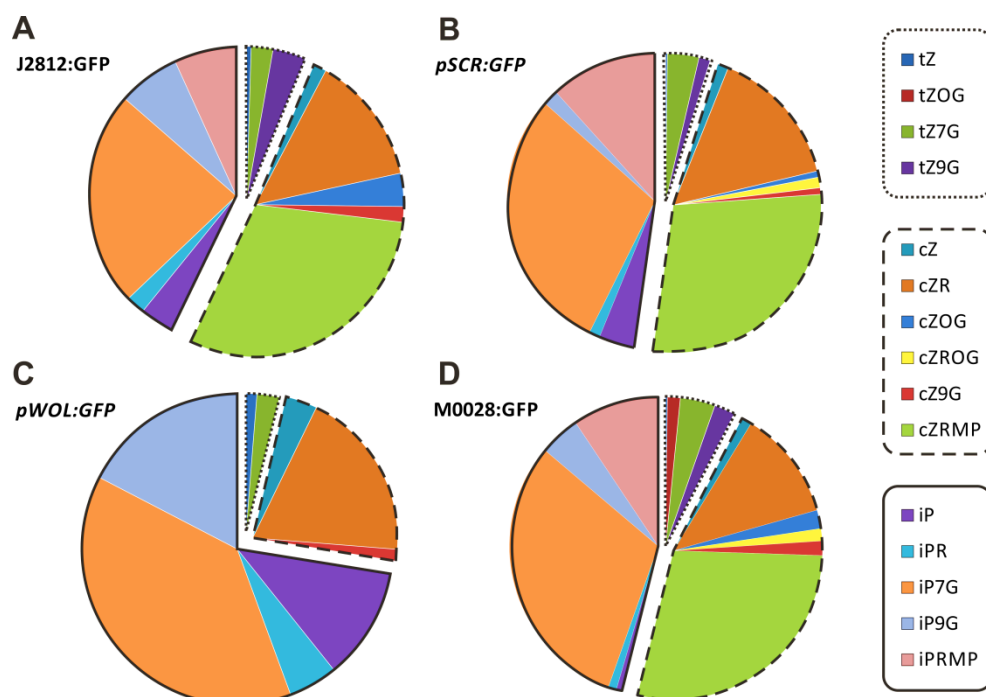 A
J2812:GFP
B
pSCR:GFP
C
pWOL:GFP
D
M0028:GFP
tZ
tZOG
tZ7G
tZ9G
cZ
cZR
cZOG
cZROG
cZ9G
cZRMP
iP
iPR
iP7G
iP9G
iPRMP